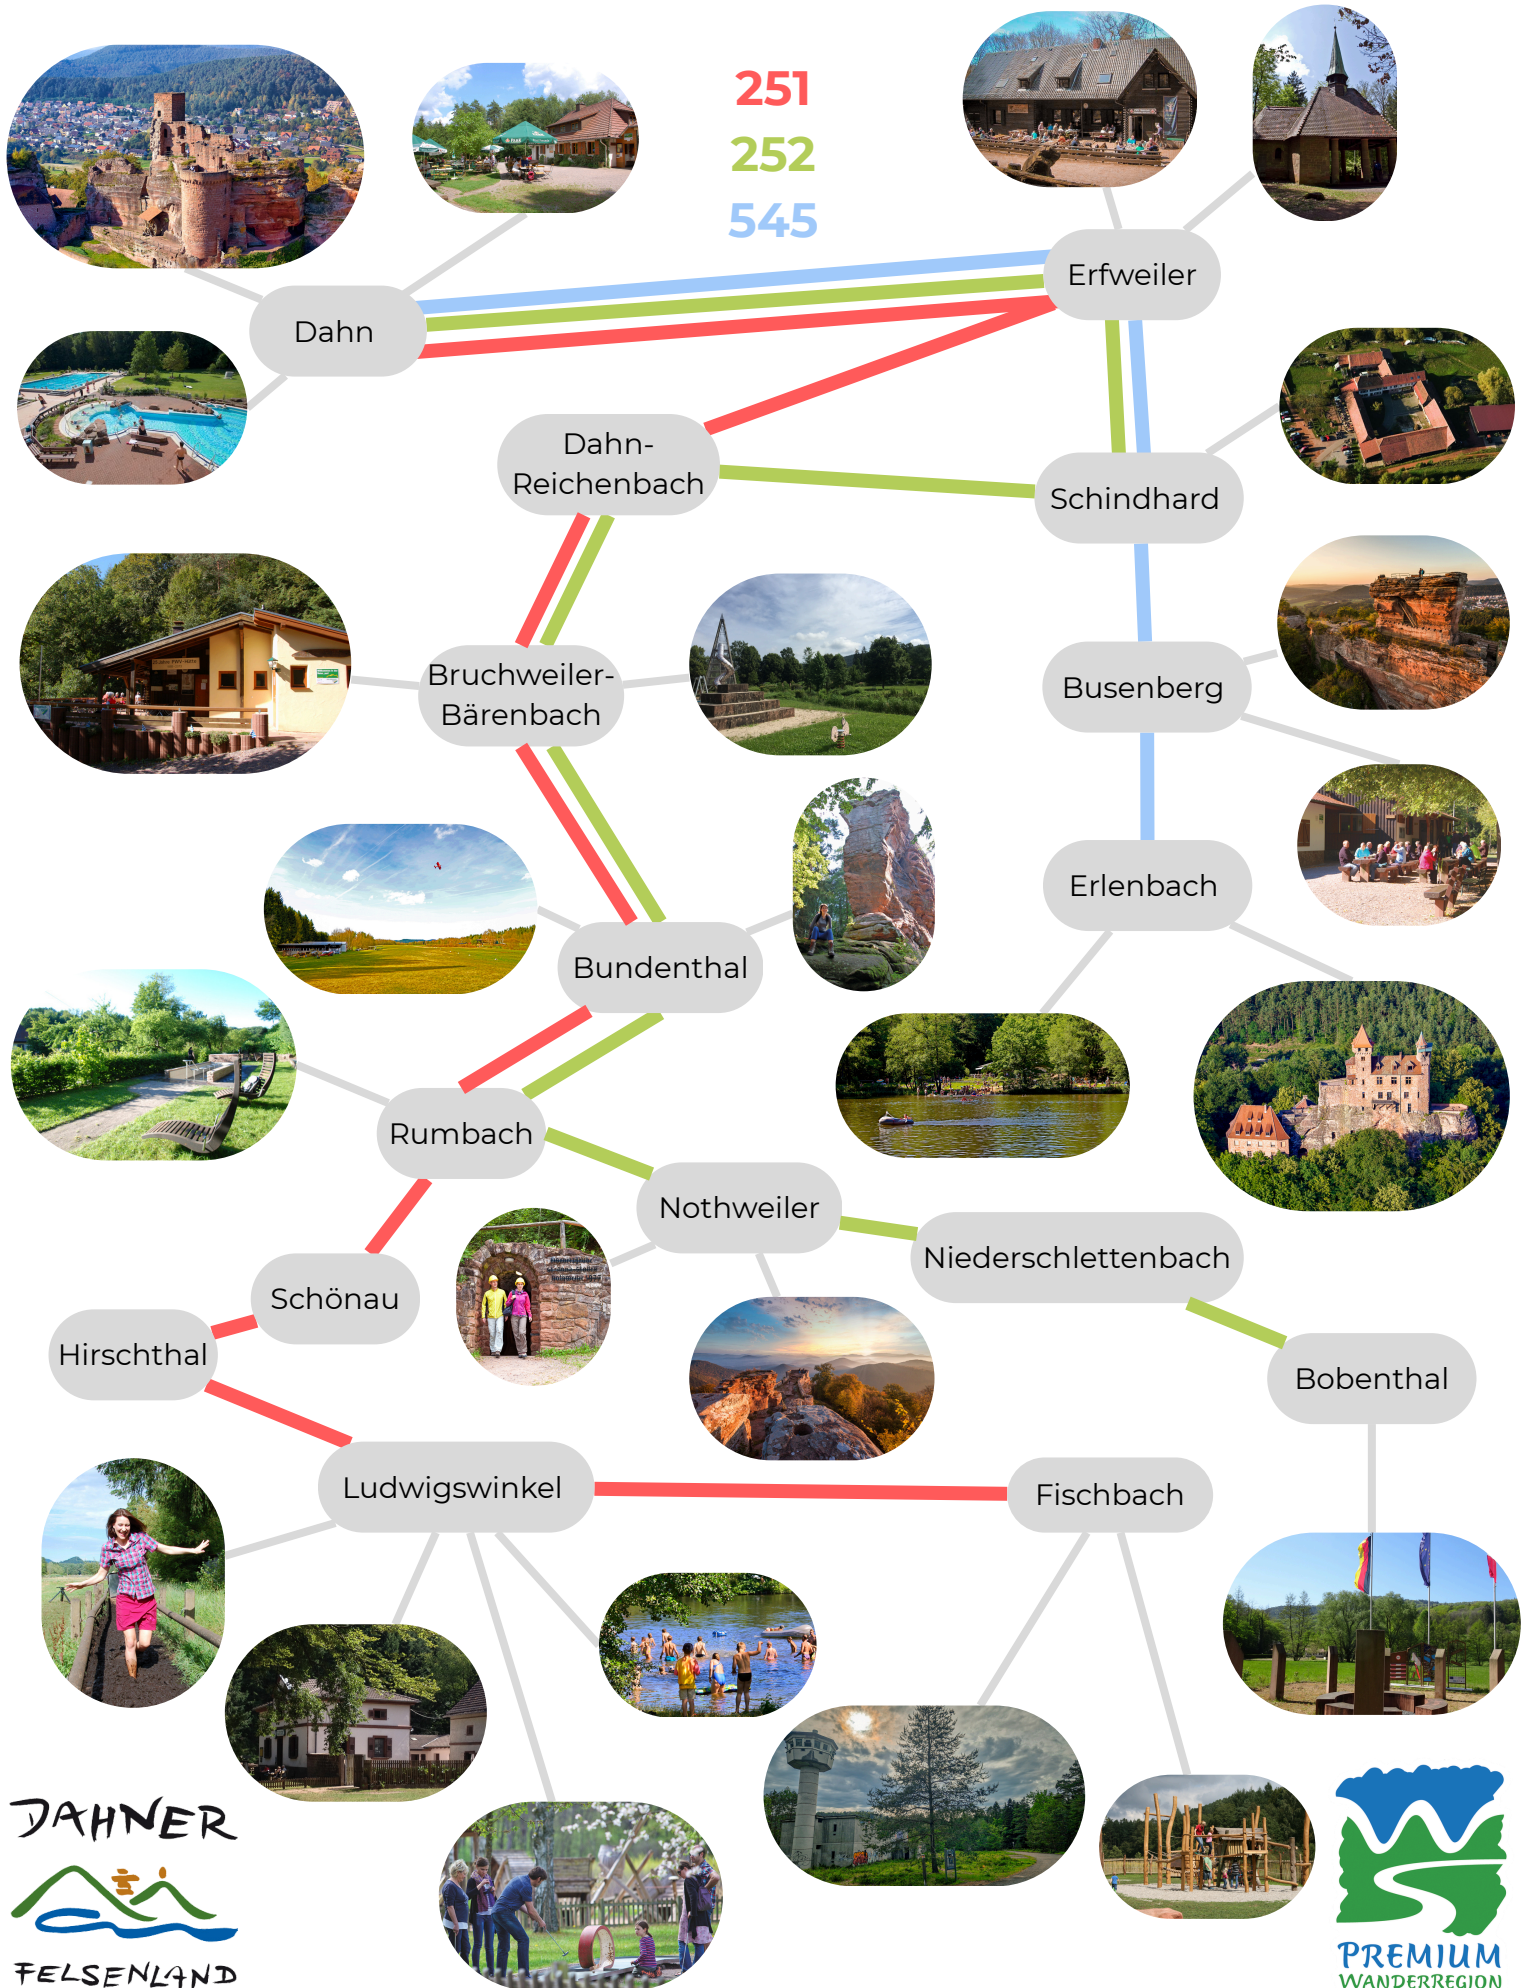 251
252
545
Erfweiler
Dahn
Dahn-
Reichenbach
Schindhard
Bruchweiler-
Bärenbach
Busenberg
Erlenbach
Bundenthal
Rumbach
Nothweiler
Niederschlettenbach
Schönau
Hirschthal
Bobenthal
Ludwigswinkel
Fischbach
DAHNER
FELSENLAND
PREMIUM
WANDERREGION